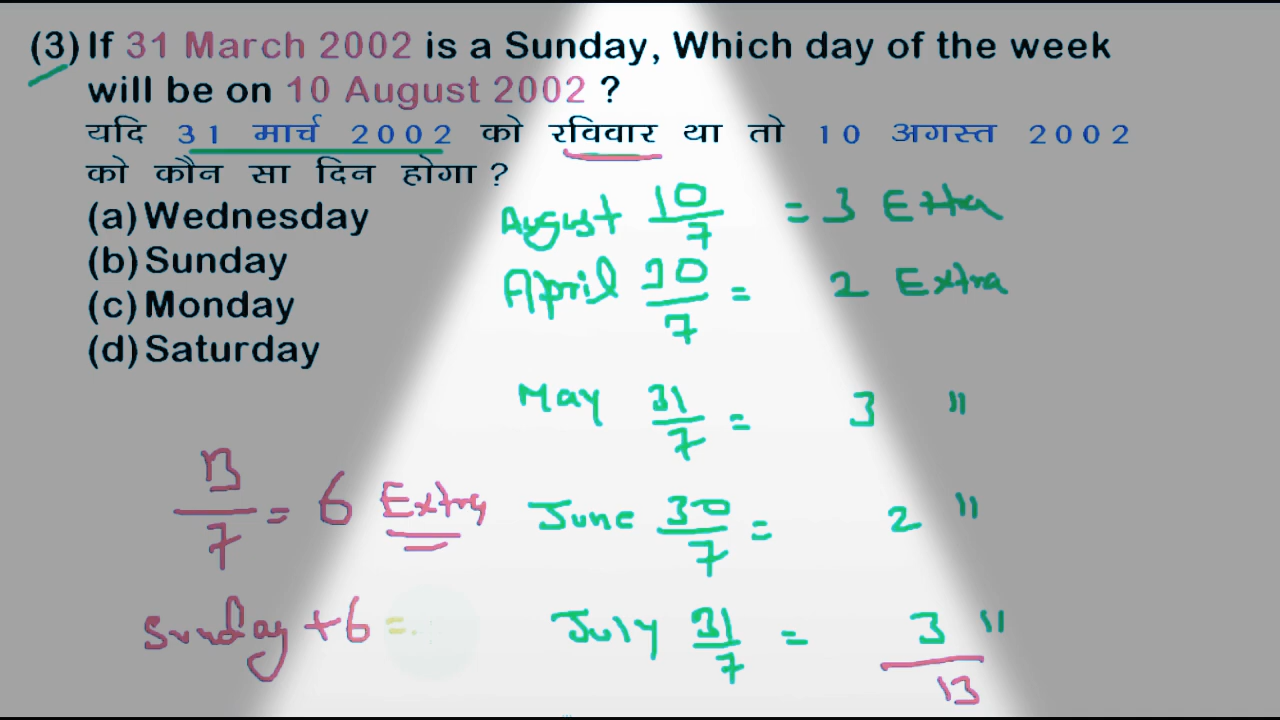 (3) If 31 March 2002 is a Sunday, Which day of the week
will be on 10 August 2002 ?
यदि 31 मार्च 2002 को रविवार था तो 10 अगस्त 2002
को कौन सा दिन होगा ?
(a) Wednesday
(b) Sunday
(c) Monday
(d) Saturday
August 10/7 = 3 Extra
April 30/7 = 2 Extra
May 31/7 = 3 "
June 30/7 = 2 "
July 31/7 = 3 "
13
13/7 = 6 Extra
Sunday + 6 =